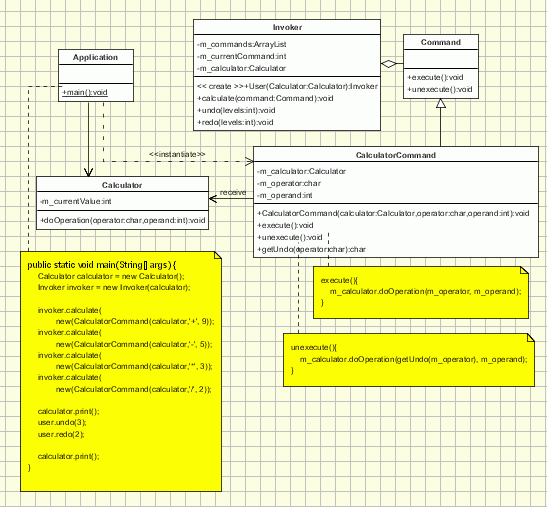 Invoker
-m_commands:ArrayList
-m_currentCommand:int
-m_calculator:Calculator
<< create >>+User(Calculator:Calculator):Invoker
+calculate(command:Command):void
+undo(levels:int):void
+redo(levels:int):void
Command
+execute():void
+unexecute():void
Application
+main():void
<<instantiate>>
CalculatorCommand
-m_calculator:Calculator
-m_operator:char
-m_operand:int
+CalculatorCommand(calculator:Calculator,operator:char,operand:int):void
+execute():void
+unexecute():void
+getUndo(operator:char):char
receive
Calculator
-m_currentValue:int
+doOperation(operator:char,operand:int):void
public static void main(String[] args) {
Calculator calculator = new Calculator();
Invoker invoker = new Invoker(calculator);
invoker.calculate(
new(CalculatorCommand(calculator,'+', 9));
invoker.calculate(
new(CalculatorCommand(calculator,'-', 5));
invoker.calculate(
new(CalculatorCommand(calculator,'*', 3));
invoker.calculate(
new(CalculatorCommand(calculator,'/', 2));
calculator.print();
user.undo(3);
user.redo(2);
calculator.print();
}
execute(){
m_calculator.doOperation(m_operator, m_operand);
}
unexecute(){
m_calculator.doOperation(getUndo(m_operator), m_operand);
}